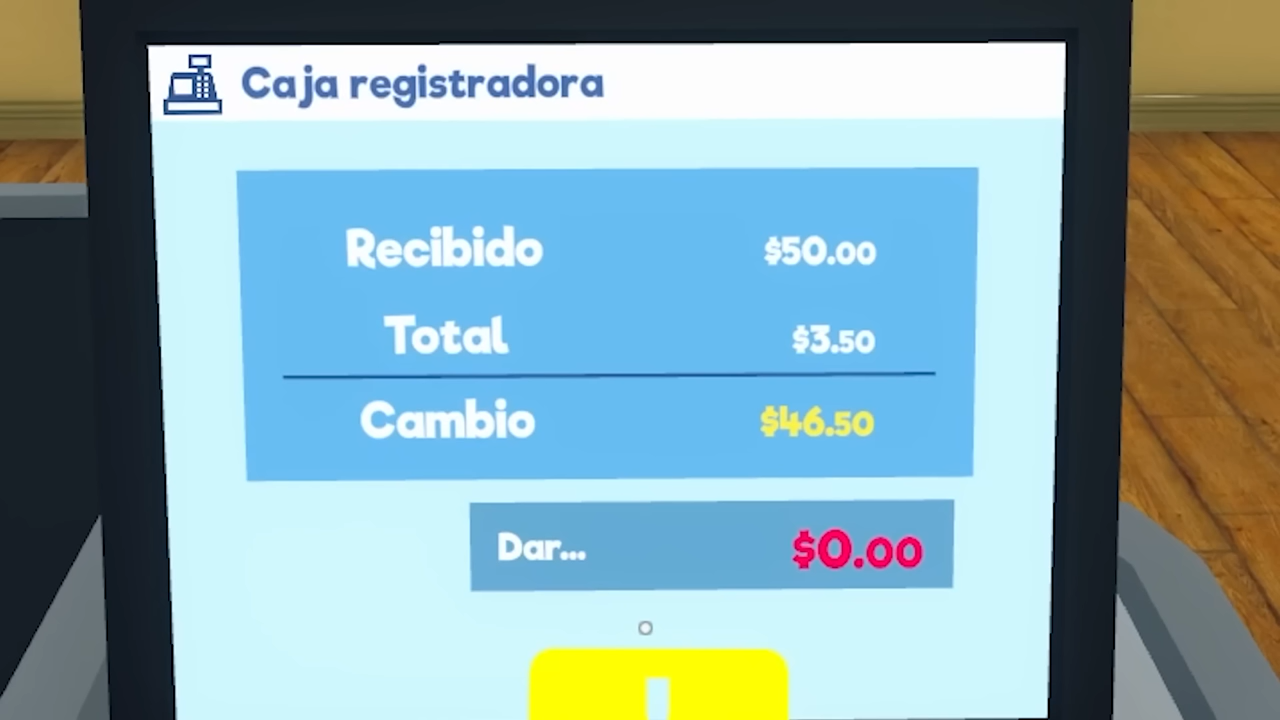 Caja registradora
Recibido $50.00
Total $3.50
Cambio $46.50
Dar... $0.00